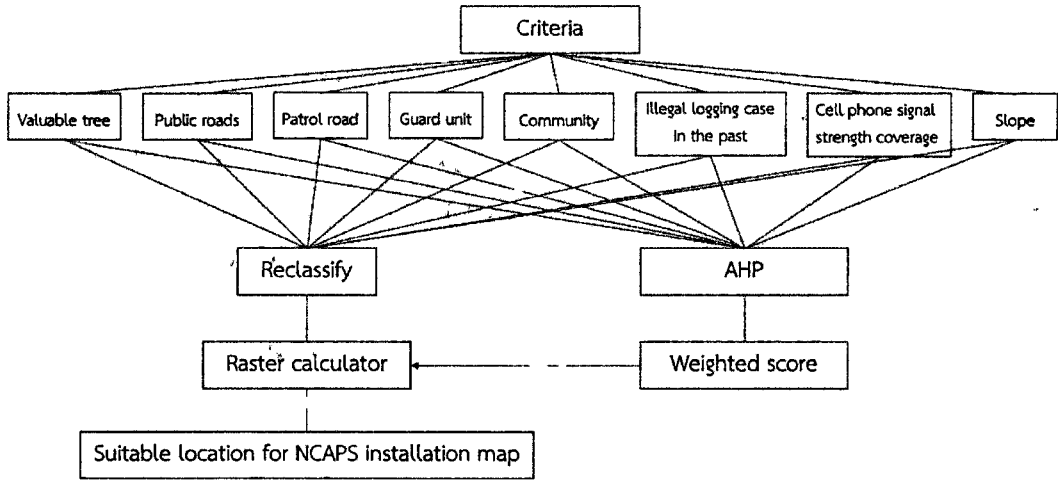 Criteria
Valuable tree
Public roads
Patrol road
Guard unit
Community
Illegal logging case
In the past
Cell phone signal
strength coverage
Slope
Reclassify
AHP
Raster calculator
Weighted score
Suitable location for NCAPS installation map